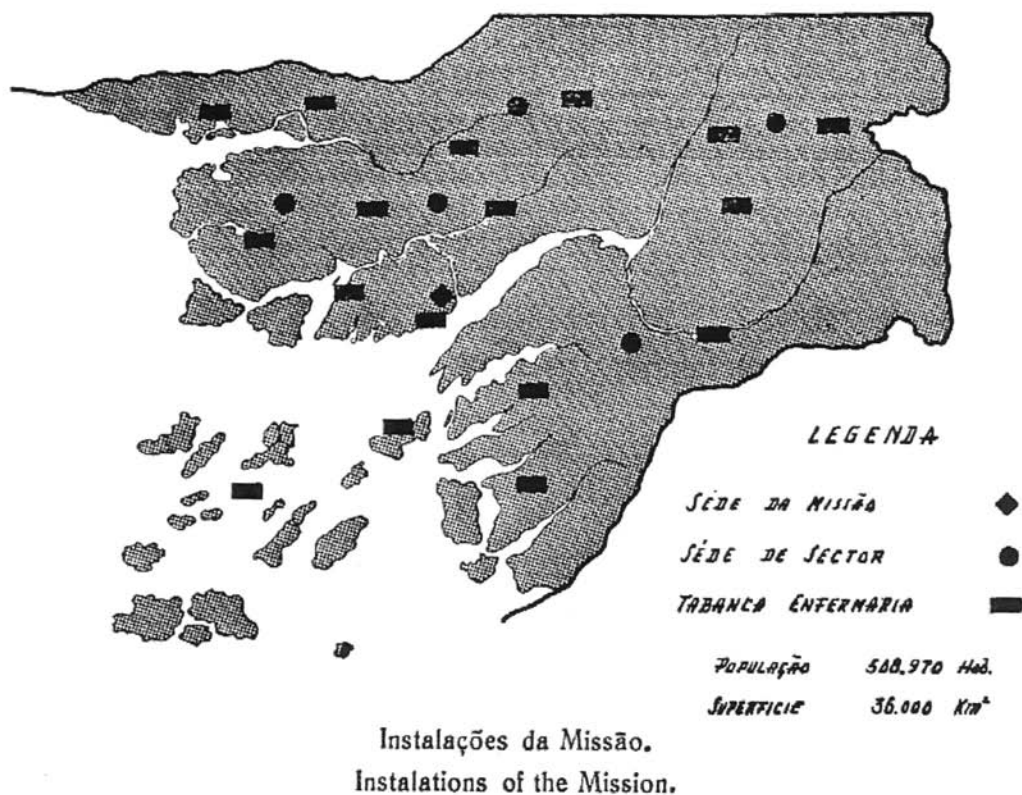 LEGENDA
SÉDE DA MISSÃO
SÉDE DE SECTOR
TABANCA ENFERMARIA
POPULAÇÃO 508.970 Hab.
SUPERFICIE 36.000 Km²
Instalações da Missão.
Instalations of the Mission.